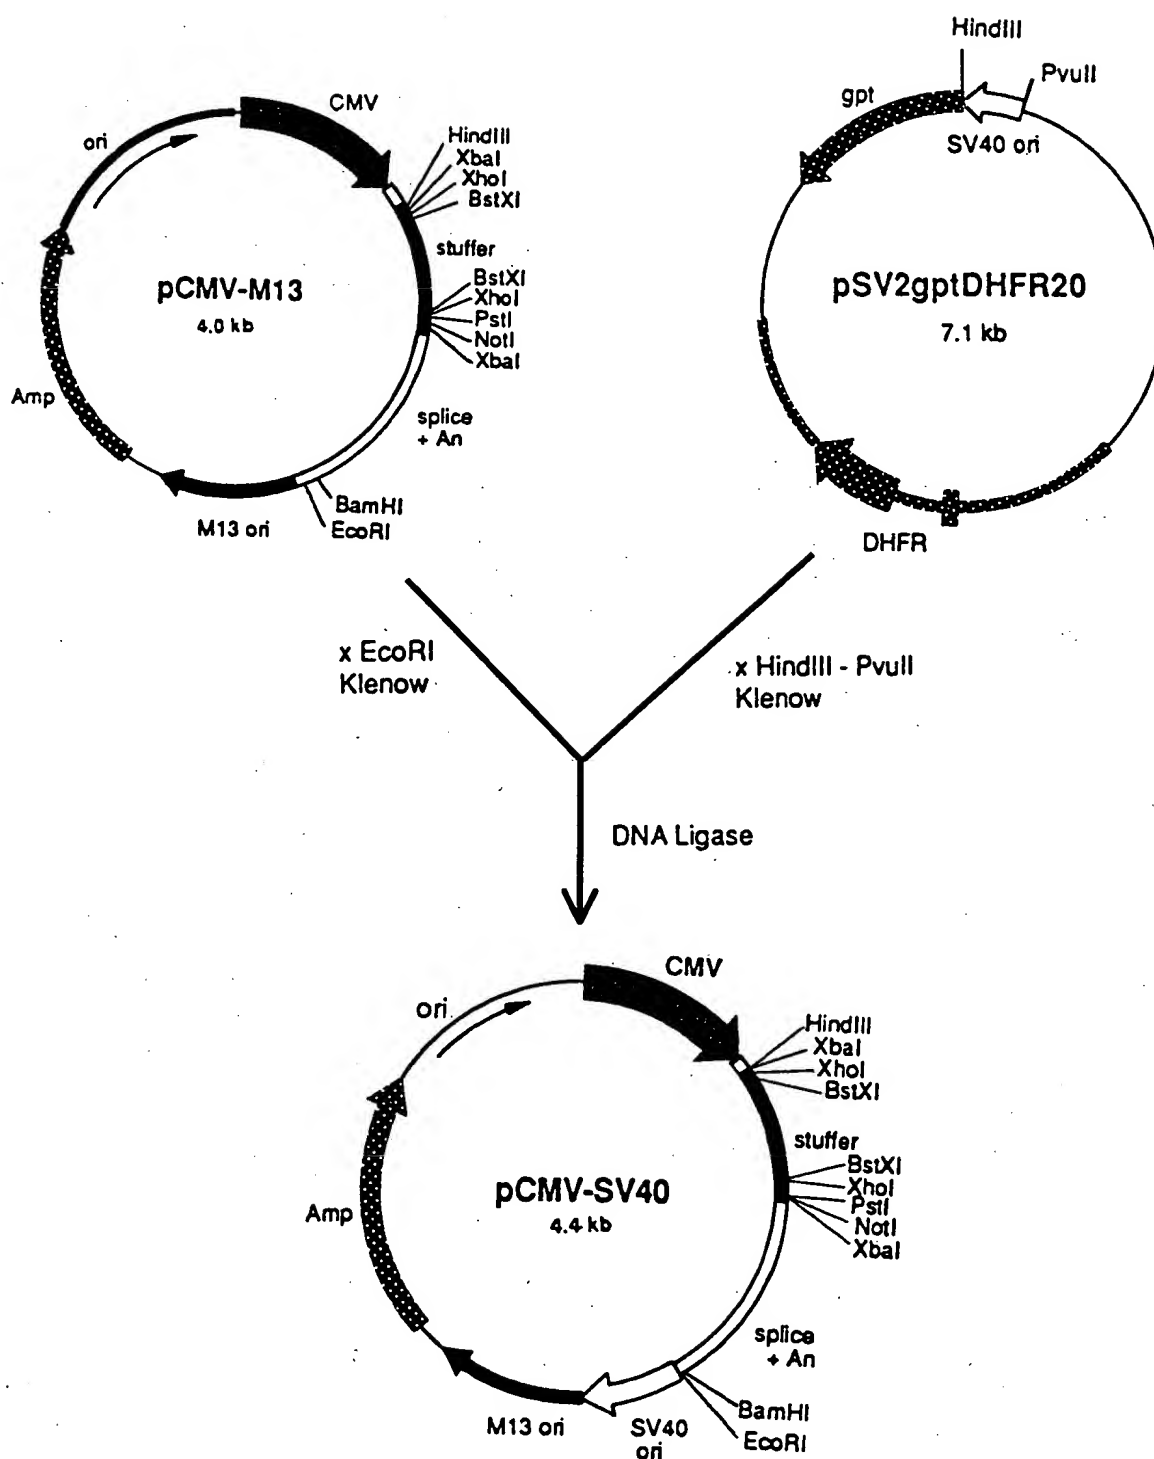 CMV
ori
HindIII
XbaI
XhoI
BstXI
stuffer
pCMV-M13
4.0 kb
BstXI
XhoI
PstI
NotI
XbaI
Amp
splice
+ An
BamHI
EcoRI
M13 ori
HindIII
PvuII
gpt
SV40 ori
pSV2gptDHFR20
7.1 kb
DHFR
x EcoRI
Klenow
x HindIII - PvuII
Klenow
DNA Ligase
CMV
ori
HindIII
XbaI
XhoI
BstXI
stuffer
BstXI
XhoI
PstI
NotI
XbaI
pCMV-SV40
4.4 kb
Amp
splice
+ An
BamHI
EcoRI
M13 ori
SV40
ori